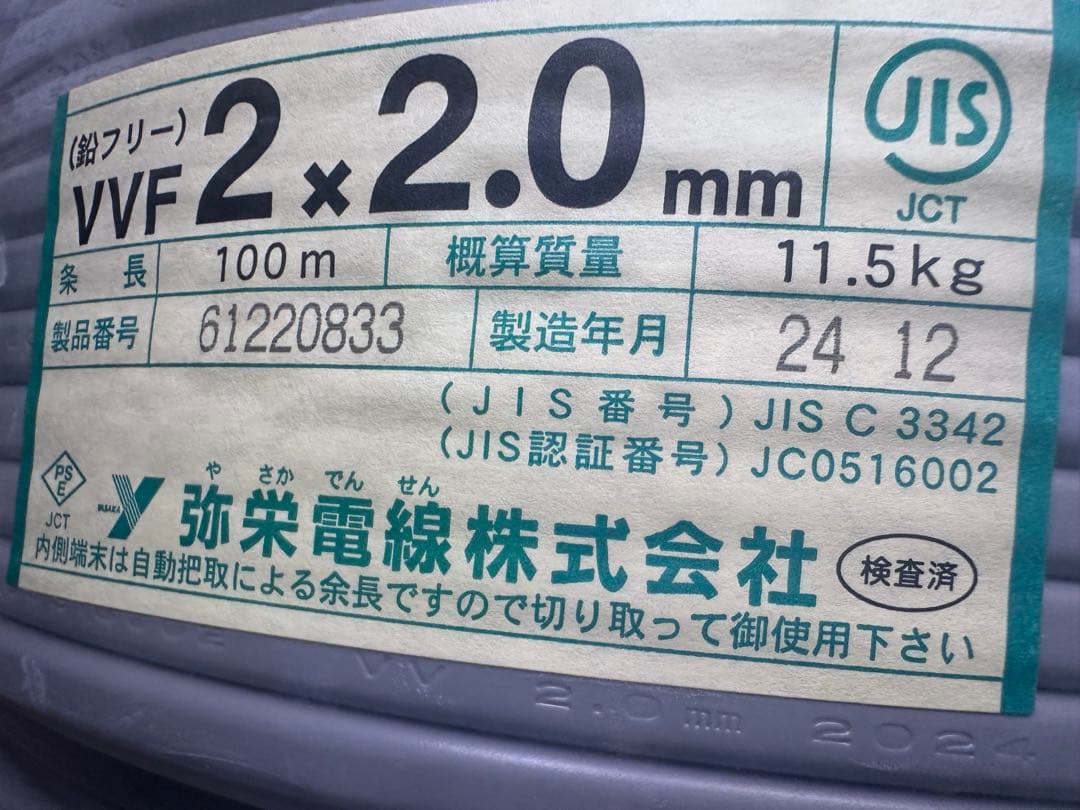 (鉛フリー)
VVF 2×2.0mm
JIS
JCT
条長 100m 概算質量 11.5kg
製品番号 61220833 製造年月 24 12
(JIS番号) JIS C 3342
(JIS認証番号) JC0516002
PSE
JCT
YASAKA
やさかでんせん
弥栄電線株式会社
検査済
内側端末は自動把取による余長ですので切り取って御使用下さい
VV 2.0mm 2024